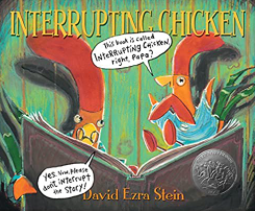 INTERRUPTING CHICKEN
This book is called
INTERRUPTING CHICKEN,
right, Papa?
Yes. Now, please
don't interrupt
the story!
David Ezra Stein